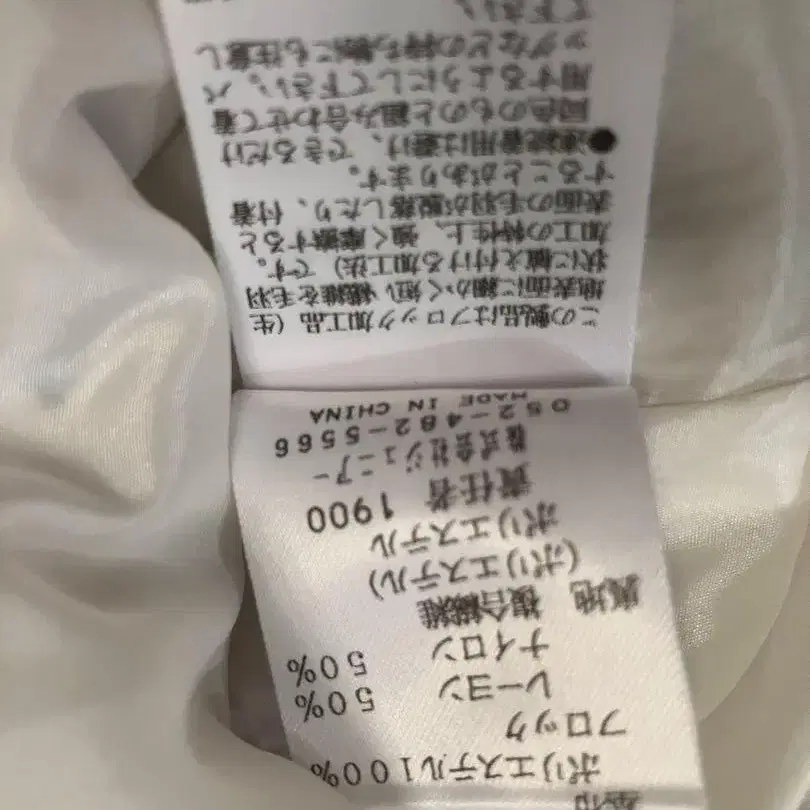 基布
ポリエステル100%
フロック
レーヨン 50%
ナイロン 50%
裏地 複合繊維
(ポリエステル)
ポリエステル
責任者 1900
株式会社ジュニアー
052-482-5566
MADE IN CHINA
この製品はフロック加工品(生
地表面に細かく短い繊維を毛羽
状に植え付ける加工法)です。
加工の特性上、強く摩擦すると
表面の毛羽が脱落したり、付着
することがあります。
●連続着用は避け、できるだけ
同色のものと組み合わせて着
用するようにして下さい。バ
ッグなどの持ち物にも注意し
て下さい。